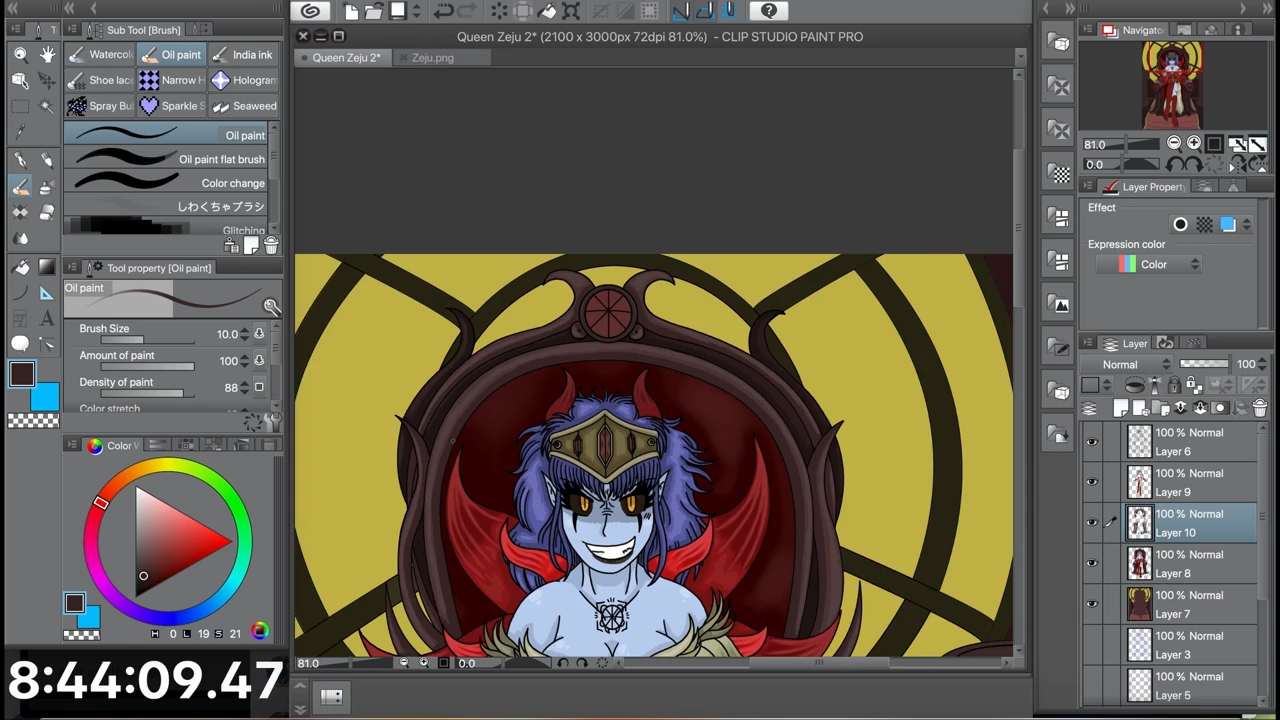 Queen Zeju 2* (2100 x 3000px 72dpi 81.0%) - CLIP STUDIO PAINT PRO
Queen Zeju 2*
Zeju.png
Sub Tool [Brush]
Oil paint
India ink
Shoe lac
Narrow H
Hologram
Spray Bu
Sparkle S
Seaweed
Oil paint
Oil paint flat brush
Color change
しわくちゃブラシ
Glitching
Tool property [Oil paint]
Oil paint
Brush Size
10.0
Amount of paint
100
Density of paint
88
Color stretch
Color
H 0 L 19 S 21
8:44:09.47
81.0
0.0
Navigator
81.0
0.0
Layer Property
Effect
Expression color
Color
Layer
Normal
100
100 % Normal
Layer 6
100 % Normal
Layer 9
100 % Normal
Layer 10
100 % Normal
Layer 8
100 % Normal
Layer 7
100 % Normal
Layer 3
100 % Normal
Layer 5